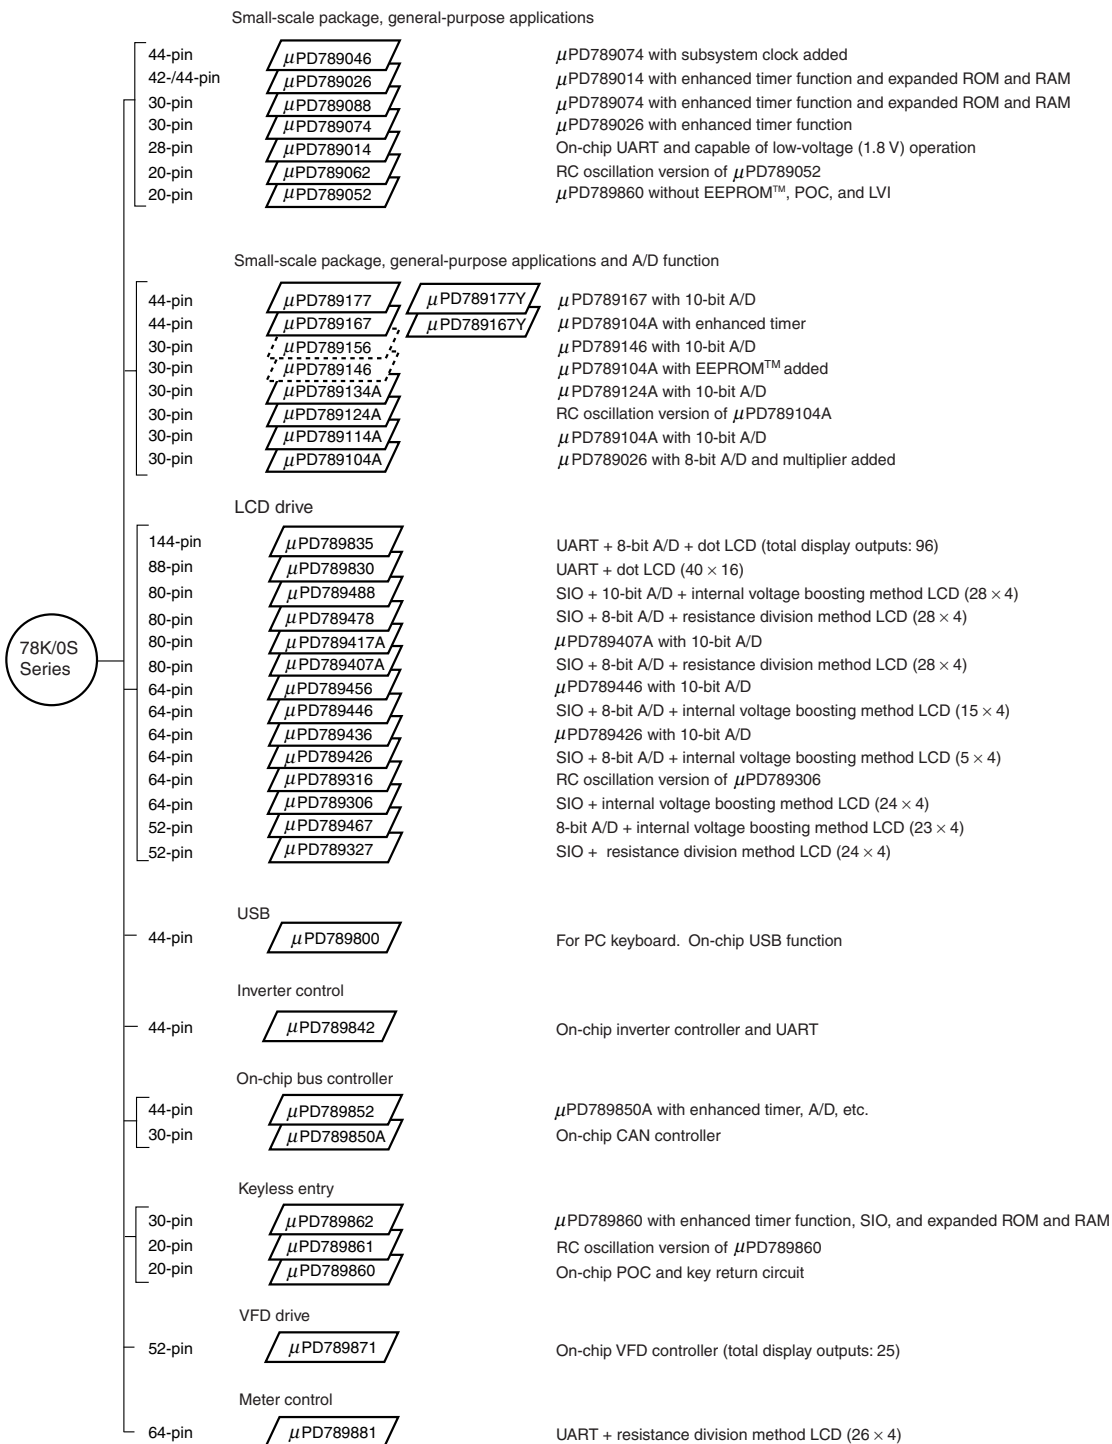 Small-scale package, general-purpose applications
44-pin μPD789046 μPD789074 with subsystem clock added
42-/44-pin μPD789026 μPD789014 with enhanced timer function and expanded ROM and RAM
30-pin μPD789088 μPD789074 with enhanced timer function and expanded ROM and RAM
30-pin μPD789074 μPD789026 with enhanced timer function
28-pin μPD789014 On-chip UART and capable of low-voltage (1.8 V) operation
20-pin μPD789062 RC oscillation version of μPD789052
20-pin μPD789052 μPD789860 without EEPROM™, POC, and LVI
Small-scale package, general-purpose applications and A/D function
44-pin μPD789177 μPD789177Y μPD789167 with 10-bit A/D
44-pin μPD789167 μPD789167Y μPD789104A with enhanced timer
30-pin μPD789156 μPD789146 with 10-bit A/D
30-pin μPD789146 μPD789104A with EEPROM™ added
30-pin μPD789134A μPD789124A with 10-bit A/D
30-pin μPD789124A RC oscillation version of μPD789104A
30-pin μPD789114A μPD789104A with 10-bit A/D
30-pin μPD789104A μPD789026 with 8-bit A/D and multiplier added
LCD drive
144-pin μPD789835 UART + 8-bit A/D + dot LCD (total display outputs: 96)
88-pin μPD789830 UART + dot LCD (40 × 16)
80-pin μPD789488 SIO + 10-bit A/D + internal voltage boosting method LCD (28 × 4)
80-pin μPD789478 SIO + 8-bit A/D + resistance division method LCD (28 × 4)
80-pin μPD789417A μPD789407A with 10-bit A/D
80-pin μPD789407A SIO + 8-bit A/D + resistance division method LCD (28 × 4)
64-pin μPD789456 μPD789446 with 10-bit A/D
64-pin μPD789446 SIO + 8-bit A/D + internal voltage boosting method LCD (15 × 4)
64-pin μPD789436 μPD789426 with 10-bit A/D
64-pin μPD789426 SIO + 8-bit A/D + internal voltage boosting method LCD (5 × 4)
64-pin μPD789316 RC oscillation version of μPD789306
64-pin μPD789306 SIO + internal voltage boosting method LCD (24 × 4)
52-pin μPD789467 8-bit A/D + internal voltage boosting method LCD (23 × 4)
52-pin μPD789327 SIO + resistance division method LCD (24 × 4)
78K/0S
Series
USB
44-pin μPD789800 For PC keyboard. On-chip USB function
Inverter control
44-pin μPD789842 On-chip inverter controller and UART
On-chip bus controller
44-pin μPD789852 μPD789850A with enhanced timer, A/D, etc.
30-pin μPD789850A On-chip CAN controller
Keyless entry
30-pin μPD789862 μPD789860 with enhanced timer function, SIO, and expanded ROM and RAM
20-pin μPD789861 RC oscillation version of μPD789860
20-pin μPD789860 On-chip POC and key return circuit
VFD drive
52-pin μPD789871 On-chip VFD controller (total display outputs: 25)
Meter control
64-pin μPD789881 UART + resistance division method LCD (26 × 4)